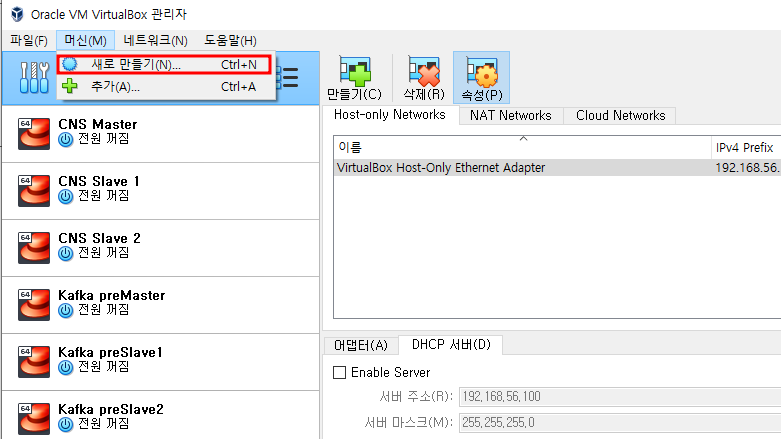 Oracle VM VirtualBox 관리자
파일(F) 머신(M) 네트워크(N) 도움말(H)
새로 만들기(N)... Ctrl+N
추가(A)... Ctrl+A
만들기(C) 삭제(R) 속성(P)
Host-only Networks NAT Networks Cloud Networks
이름 IPv4 Prefix
VirtualBox Host-Only Ethernet Adapter 192.168.56.
64 CNS Master
전원 꺼짐
64 CNS Slave 1
전원 꺼짐
64 CNS Slave 2
전원 꺼짐
64 Kafka preMaster
전원 꺼짐
64 Kafka preSlave1
전원 꺼짐
64 Kafka preSlave2
전원 꺼짐
어댑터(A) DHCP 서버(D)
Enable Server
서버 주소(R): 192,168,56,100
서버 마스크(M): 255,255,255,0